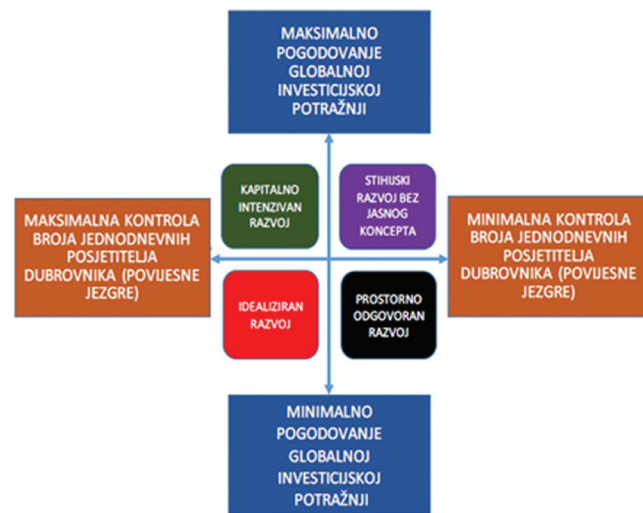 MAKSIMALNO
POGODOVANJE
GLOBALNOJ
INVESTICIJSKOJ
POTRAŽNJI
KAPITALNO
INTENZIVAN
RAZVOJ
STIHIJSKI
RAZVOJ BEZ
JASNOG
KONCEPTA
MAKSIMALNA KONTROLA
BROJA JEDNODNEVNIH
POSJETITELJA
DUBROVNIKA (POVIJESNE
JEZGRE)
MINIMALNA KONTROLA
BROJA JEDNODNEVNIH
POSJETITELJA
DUBROVNIKA (POVIJESNE
JEZGRE)
IDEALIZIRAN
RAZVOJ
PROSTORNO
ODGOVORAN
RAZVOJ
MINIMALNO
POGODOVANJE
GLOBALNOJ
INVESTICIJSKOJ
POTRAŽNJI